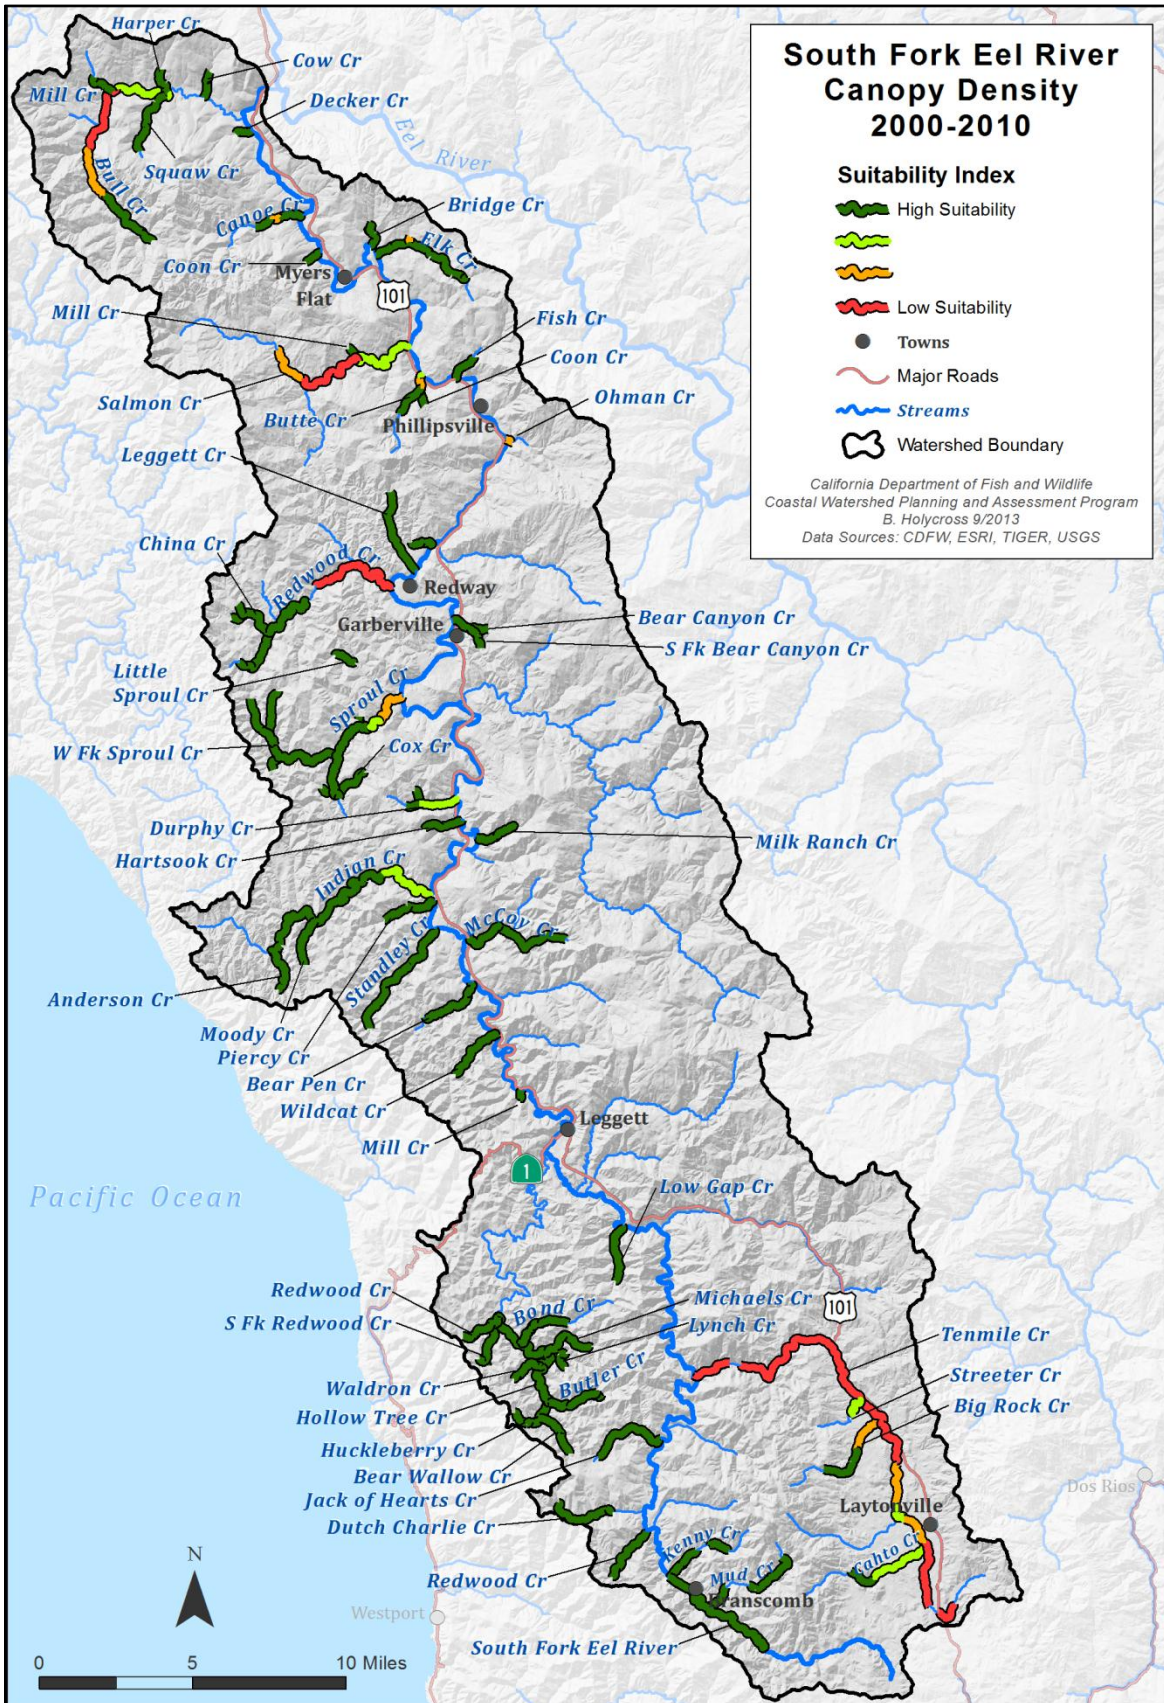 South Fork Eel River
Canopy Density
2000-2010
Suitability Index
High Suitability
Low Suitability
Towns
Major Roads
Streams
Watershed Boundary
California Department of Fish and Wildlife
Coastal Watershed Planning and Assessment Program
B. Holycross 9/2013
Data Sources: CDFW, ESRI, TIGER, USGS
Harper Cr
Cow Cr
Mill Cr
Decker Cr
Eel River
Squaw Cr
Bull Cr
Canoe Cr
Bridge Cr
Elk Cr
Coon Cr
Myers
Flat
101
Mill Cr
Fish Cr
Coon Cr
Salmon Cr
Butte Cr
Phillipsville
Ohman Cr
Leggett Cr
China Cr
Redwood Cr
Redway
Garberville
Bear Canyon Cr
S Fk Bear Canyon Cr
Little
Sproul Cr
Sproul Cr
W Fk Sproul Cr
Cox Cr
Durphy Cr
Hartsook Cr
Milk Ranch Cr
Indian Cr
McCoy Cr
Standley Cr
Anderson Cr
Moody Cr
Piercy Cr
Bear Pen Cr
Wildcat Cr
Mill Cr
Leggett
1
Pacific Ocean
Low Gap Cr
Redwood Cr
Bond Cr
Michaels Cr
101
S Fk Redwood Cr
Lynch Cr
Tenmile Cr
Waldron Cr
Butler Cr
Streeter Cr
Hollow Tree Cr
Big Rock Cr
Huckleberry Cr
Bear Wallow Cr
Jack of Hearts Cr
Dos Rios
Dutch Charlie Cr
Laytonville
Kenny Cr
Cahto Cr
Redwood Cr
Mud Cr
Branscomb
N
Westport
South Fork Eel River
0 5 10 Miles